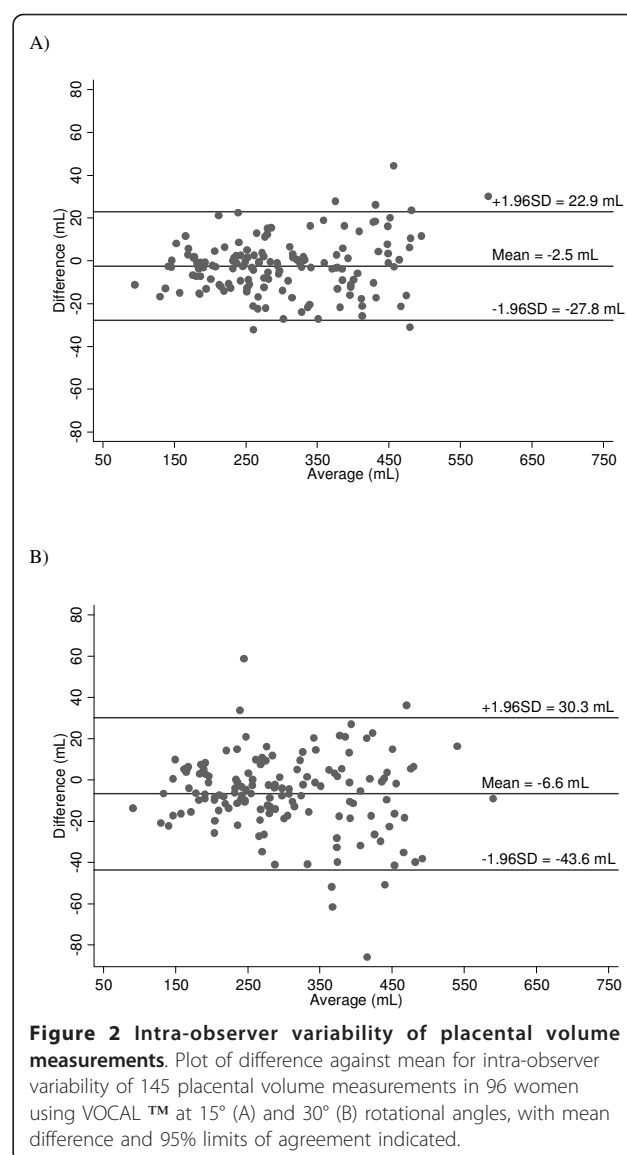 A)
80
60
40
20
0
-20
-40
-60
-80
Difference (mL)
+1.96SD = 22.9 mL
Mean = -2.5 mL
-1.96SD = -27.8 mL
50 150 250 350 450 550 650 750
Average (mL)
B)
80
60
40
20
0
-20
-40
-60
-80
Difference (mL)
+1.96SD = 30.3 mL
Mean = -6.6 mL
-1.96SD = -43.6 mL
50 150 250 350 450 550 650 750
Average (mL)
Figure 2 Intra-observer variability of placental volume
measurements. Plot of difference against mean for intra-observer
variability of 145 placental volume measurements in 96 women
using VOCAL ™ at 15° (A) and 30° (B) rotational angles, with mean
difference and 95% limits of agreement indicated.